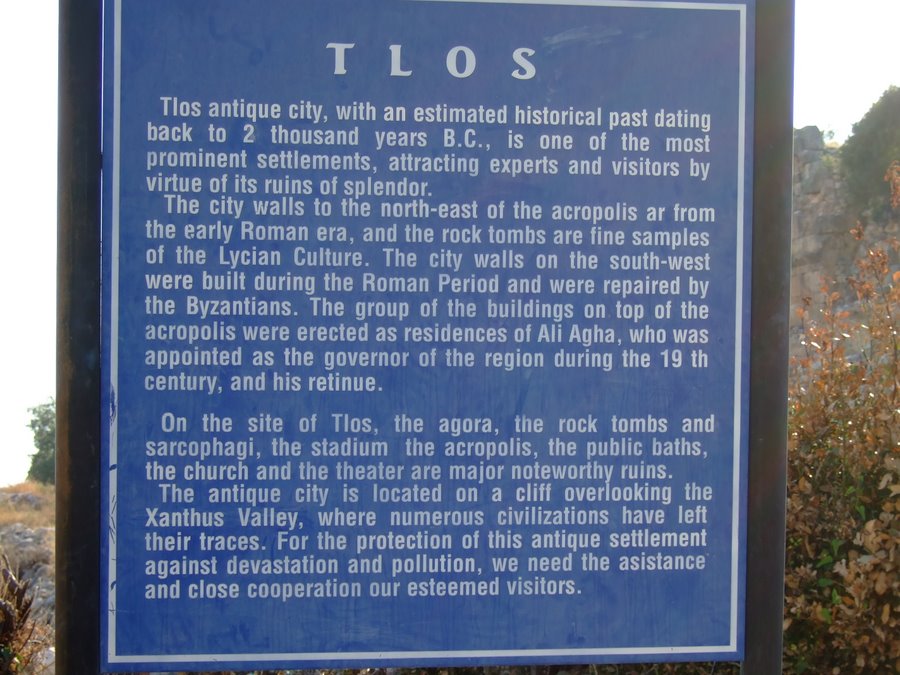 TLOS
Tlos antique city, with an estimated historical past dating
back to 2 thousand years B.C., is one of the most
prominent settlements, attracting experts and visitors by
virtue of its ruins of splendor.
The city walls to the north-east of the acropolis ar from
the early Roman era, and the rock tombs are fine samples
of the Lycian Culture. The city walls on the south-west
were built during the Roman Period and were repaired by
the Byzantians. The group of the buildings on top of the
acropolis were erected as residences of Ali Agha, who was
appointed as the governor of the region during the 19 th
century, and his retinue.
On the site of Tlos, the agora, the rock tombs and
sarcophagi, the stadium the acropolis, the public baths,
the church and the theater are major noteworthy ruins.
The antique city is located on a cliff overlooking the
Xanthus Valley, where numerous civilizations have left
their traces. For the protection of this antique settlement
against devastation and pollution, we need the asistance
and close cooperation our esteemed visitors.